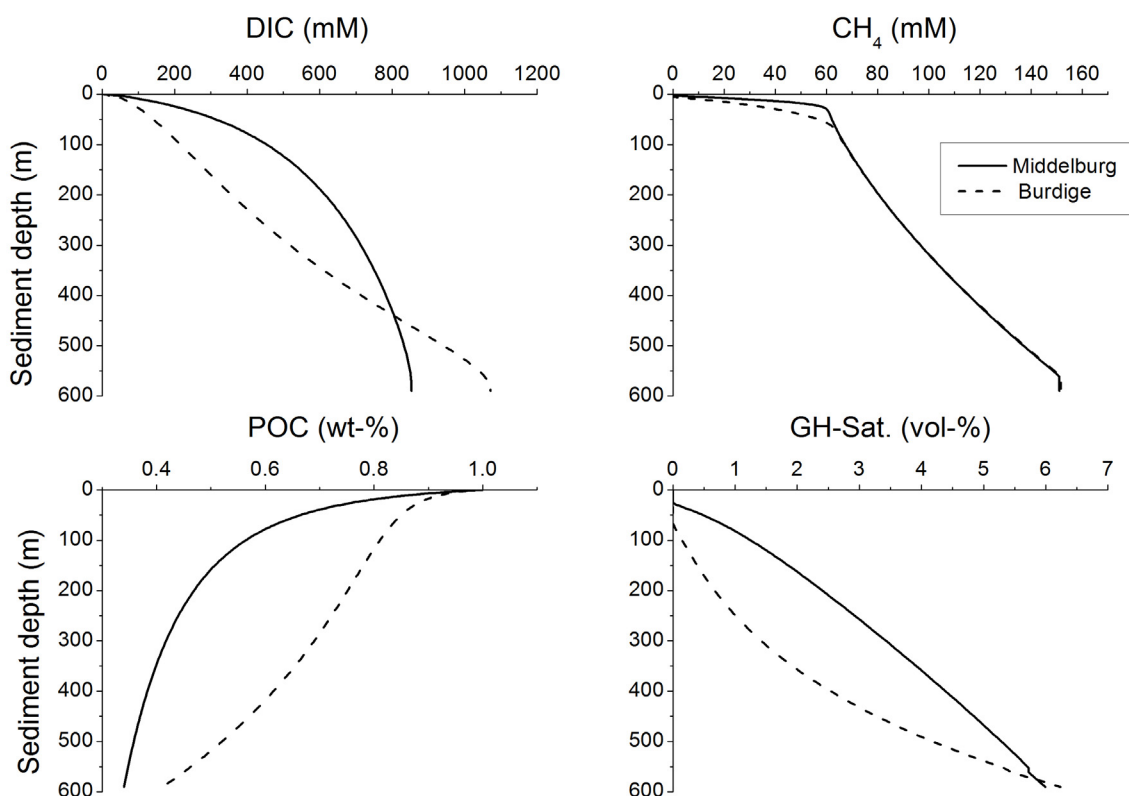 DIC (mM)
0 200 400 600 800 1000 1200
Sediment depth (m)
0
100
200
300
400
500
600
CH4 (mM)
0 20 40 60 80 100 120 140 160
0
100
200
300
400
500
600
Middelburg
Burdige
POC (wt-%)
0.4 0.6 0.8 1.0
Sediment depth (m)
0
100
200
300
400
500
600
GH-Sat. (vol-%)
0 1 2 3 4 5 6 7
0
100
200
300
400
500
600